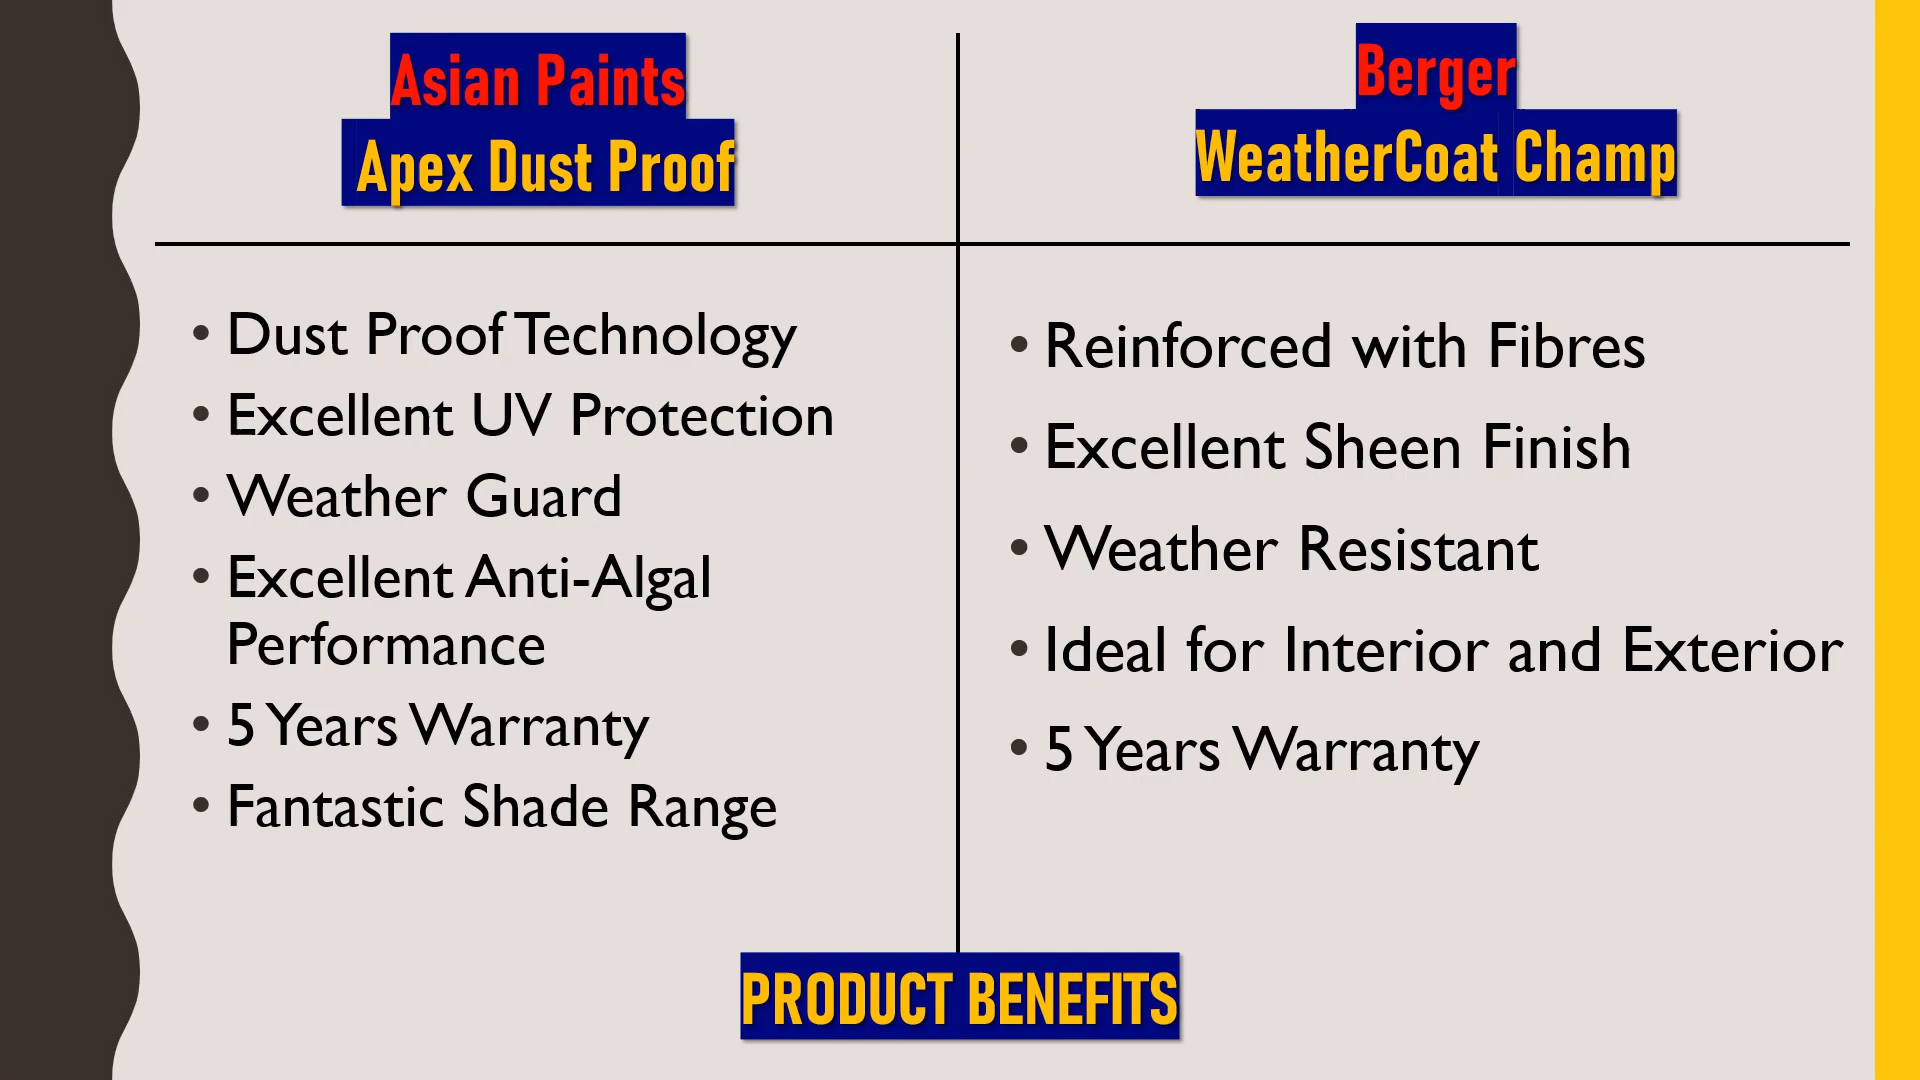 Asian Paints
Apex Dust Proof
• Dust Proof Technology
• Excellent UV Protection
• Weather Guard
• Excellent Anti-Algal
Performance
• 5 Years Warranty
• Fantastic Shade Range
Berger
WeatherCoat Champ
• Reinforced with Fibres
• Excellent Sheen Finish
• Weather Resistant
• Ideal for Interior and Exterior
• 5 Years Warranty
PRODUCT BENEFITS